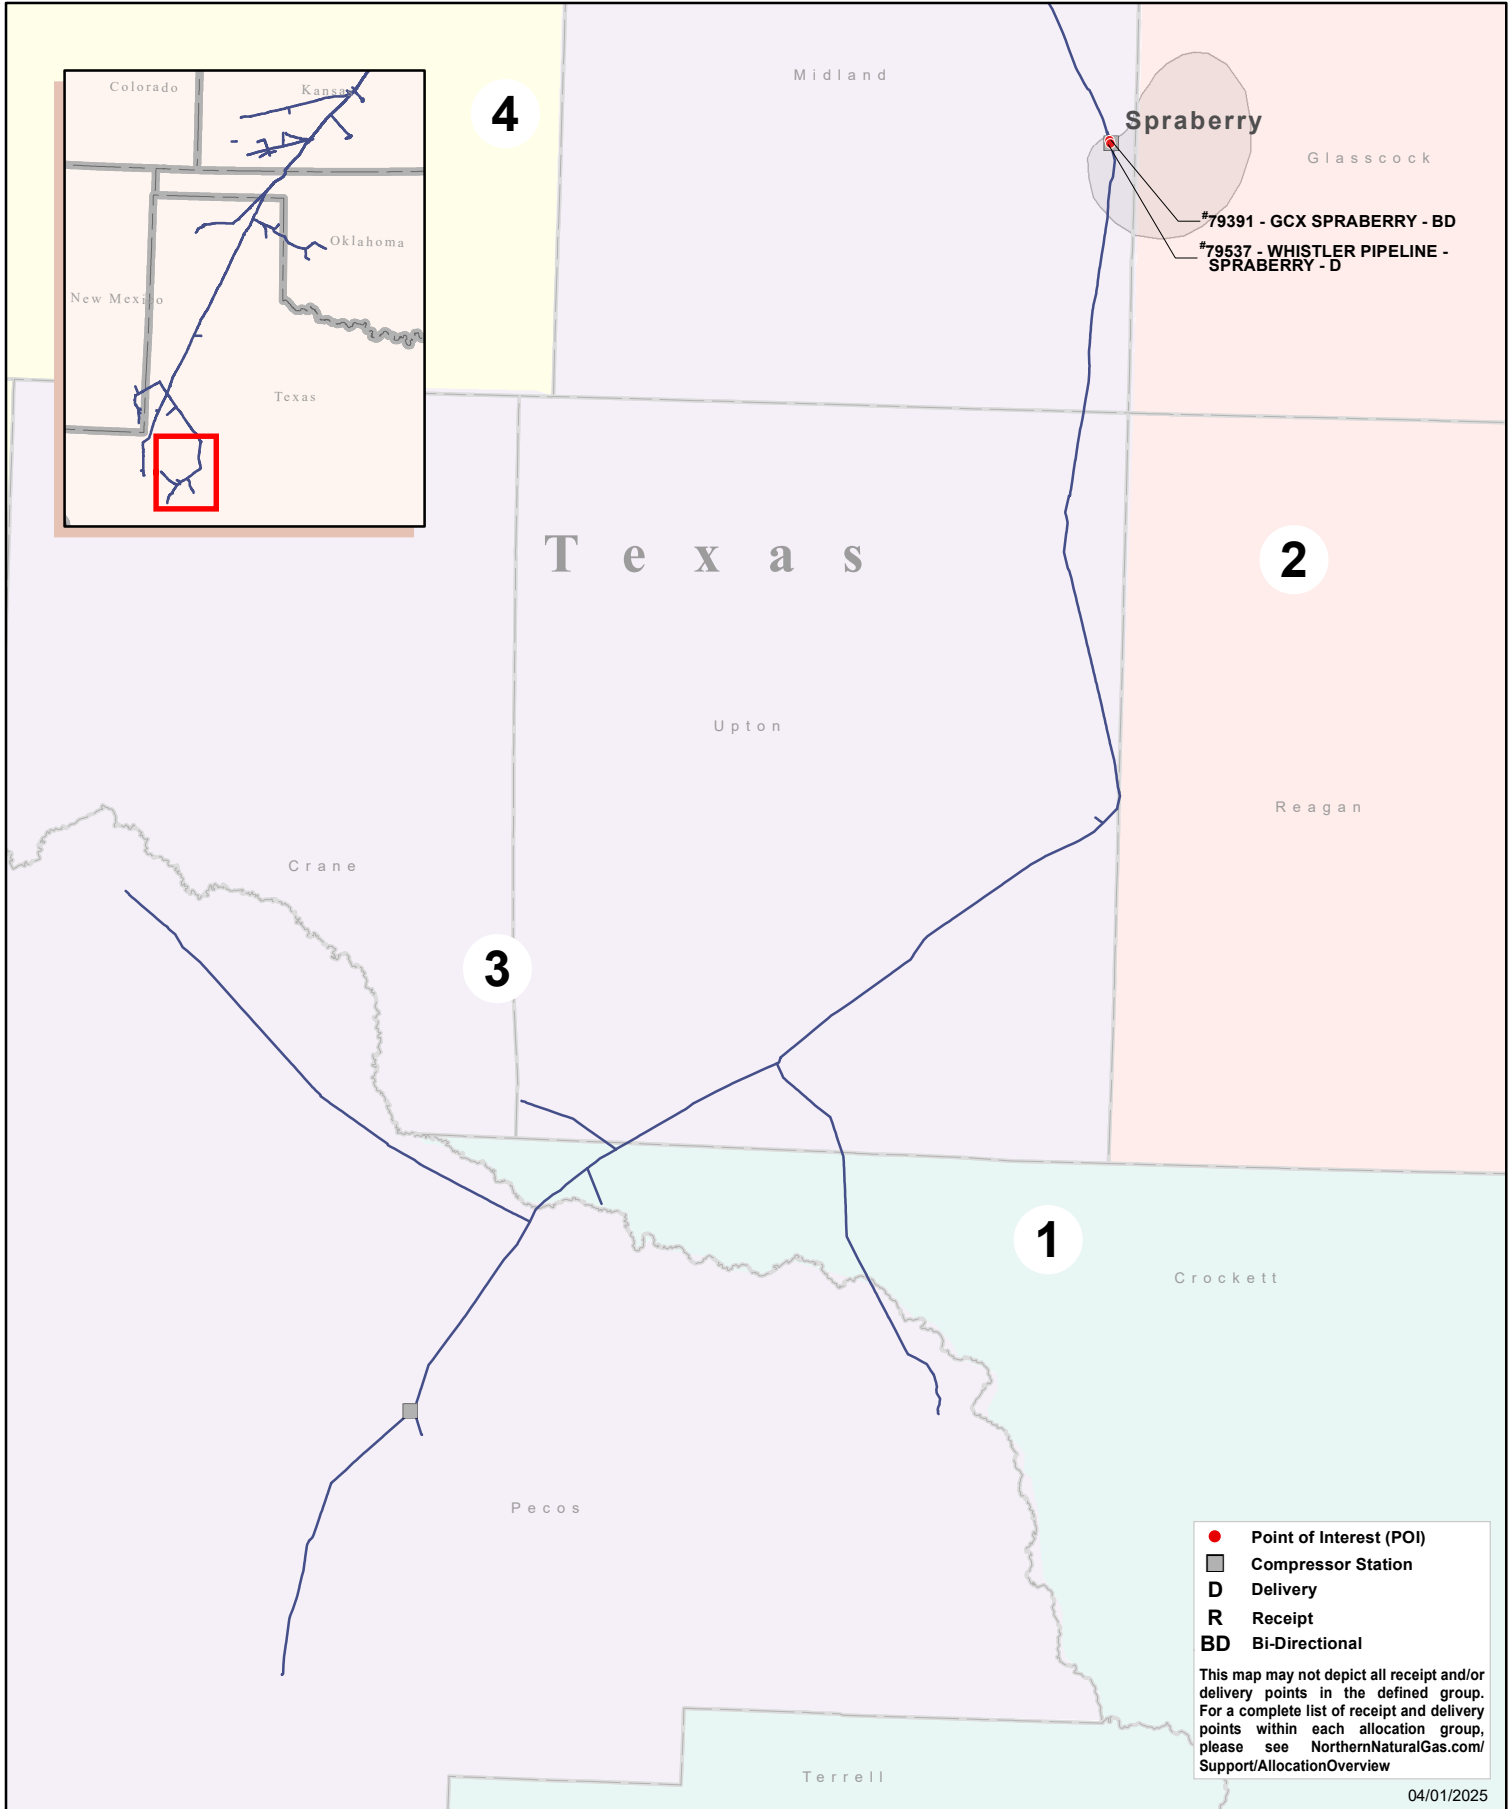 Midland
Colorado
Kansa
4
Spraberry
Glasscock
#79391 - GCX SPRABERRY - BD
Oklahoma
#79537 - WHISTLER PIPELINE -
SPRABERRY - D
New Mexico
Texas
Texas
2
Upton
Reagan
Crane
3
1
Crockett
Pecos
Point of Interest (POI)
Compressor Station
D Delivery
R Receipt
BD Bi-Directional
This map may not depict all receipt and/or
delivery points in the defined group.
For a complete list of receipt and delivery
points within each allocation group,
please see NorthernNaturalGas.com/
Support/AllocationOverview
Terrell
04/01/2025